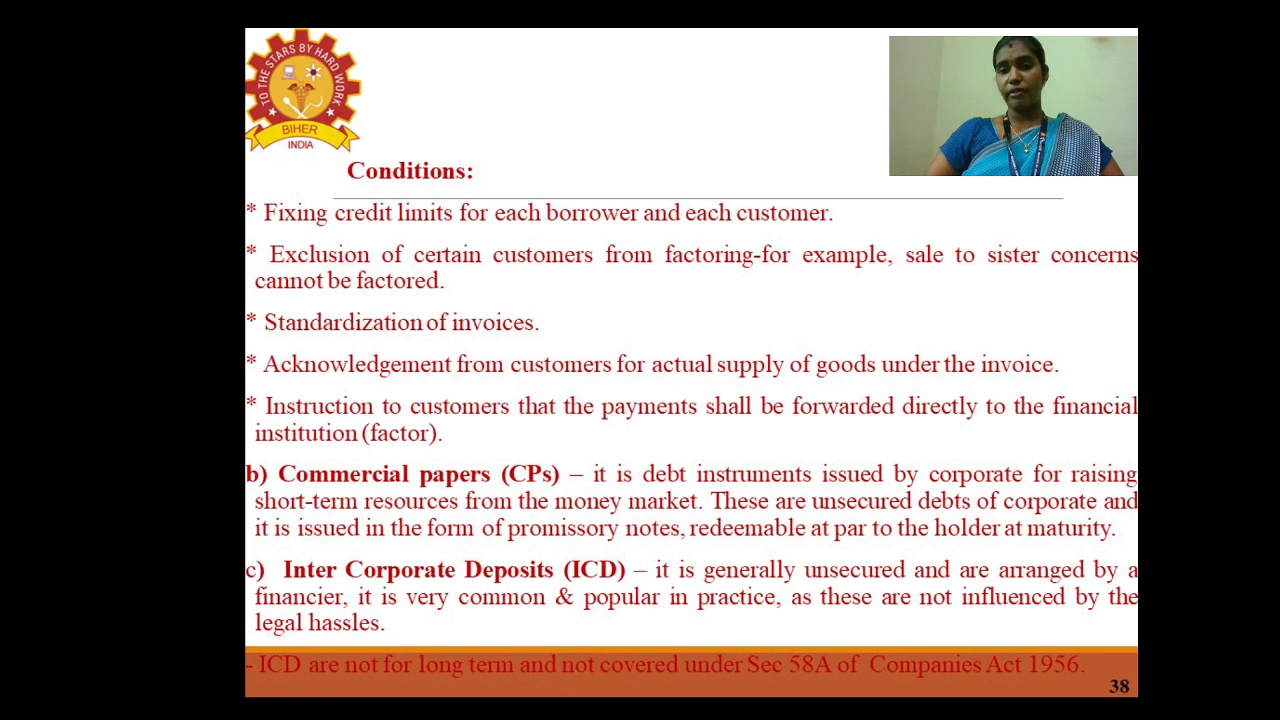 TO THE STARS BY HARD WORK
BIHER
INDIA
Conditions:
* Fixing credit limits for each borrower and each customer.
* Exclusion of certain customers from factoring-for example, sale to sister concerns
cannot be factored.
* Standardization of invoices.
* Acknowledgement from customers for actual supply of goods under the invoice.
* Instruction to customers that the payments shall be forwarded directly to the financial
institution (factor).
b) Commercial papers (CPs) – it is debt instruments issued by corporate for raising
short-term resources from the money market. These are unsecured debts of corporate and
it is issued in the form of promissory notes, redeemable at par to the holder at maturity.
c) Inter Corporate Deposits (ICD) – it is generally unsecured and are arranged by a
financier, it is very common & popular in practice, as these are not influenced by the
legal hassles.
- ICD are not for long term and not covered under Sec 58A of Companies Act 1956.
38